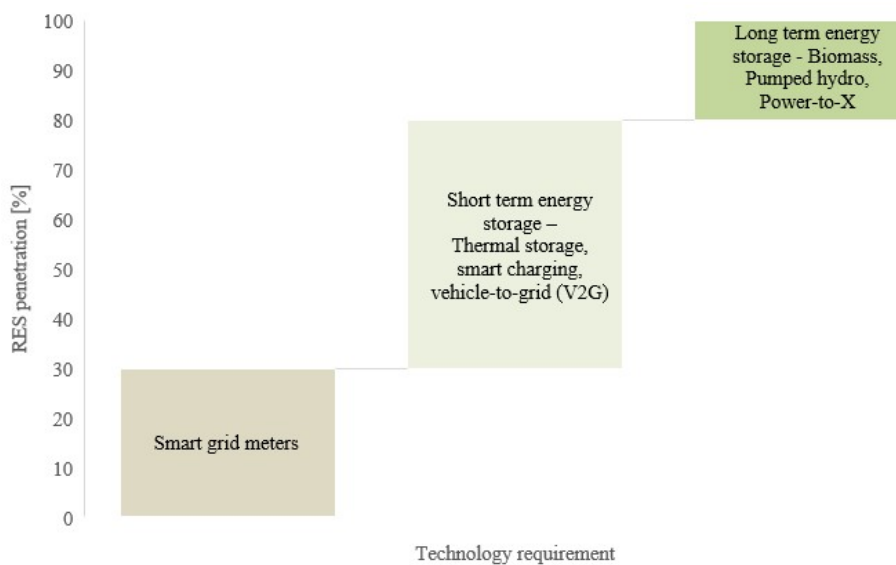 100
90
80
70
60
50
40
30
20
10
0
RES penetration [%]
Smart grid meters
Short term energy
storage –
Thermal storage,
smart charging,
vehicle-to-grid (V2G)
Long term energy
storage - Biomass,
Pumped hydro,
Power-to-X
Technology requirement